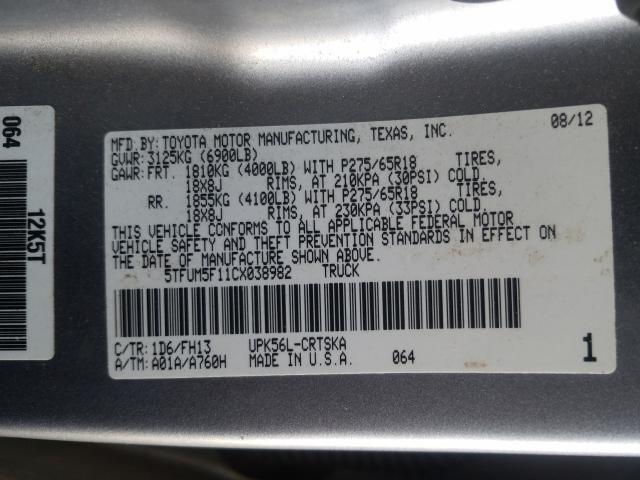 MFD. BY: TOYOTA MOTOR MANUFACTURING, TEXAS, INC. 08/12
GVWR: 3125KG (6900LB)
GAWR: FRT. 1810KG (4000LB) WITH P275/65R18 TIRES,
18X8J RIMS, AT 210KPA (30PSI) COLD.
RR. 1855KG (4100LB) WITH P275/65R18 TIRES,
18X8J RIMS, AT 230KPA (33PSI) COLD.
THIS VEHICLE CONFORMS TO ALL APPLICABLE FEDERAL MOTOR
VEHICLE SAFETY AND THEFT PREVENTION STANDARDS IN EFFECT ON
THE DATE OF MANUFACTURE SHOWN ABOVE.
5TFUM5F11CX038982 TRUCK
C/TR: 1D6/FH13 UPK56L-CRTSKA
A/TM: A01A/A760H MADE IN U.S.A. 064 1
064
12K5T